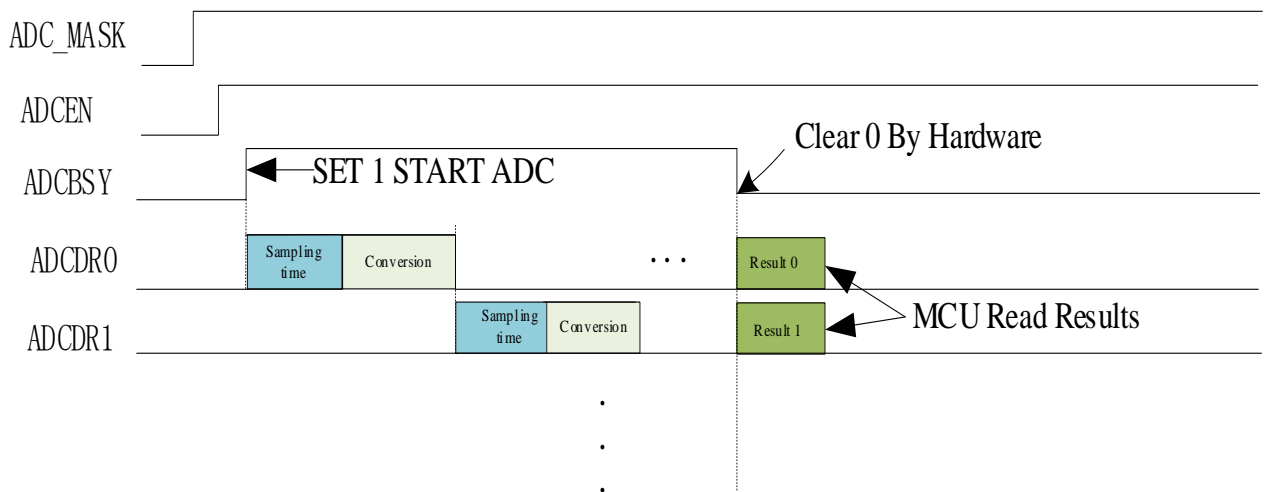 ADC_MASK
ADCEN
Clear 0 By Hardware
ADCBSY
SET 1 START ADC
ADCDR0
Sampling
time
Conversion
...
Result 0
MCU Read Results
ADCDR1
Sampling
time
Conversion
Result 1
.
.
.